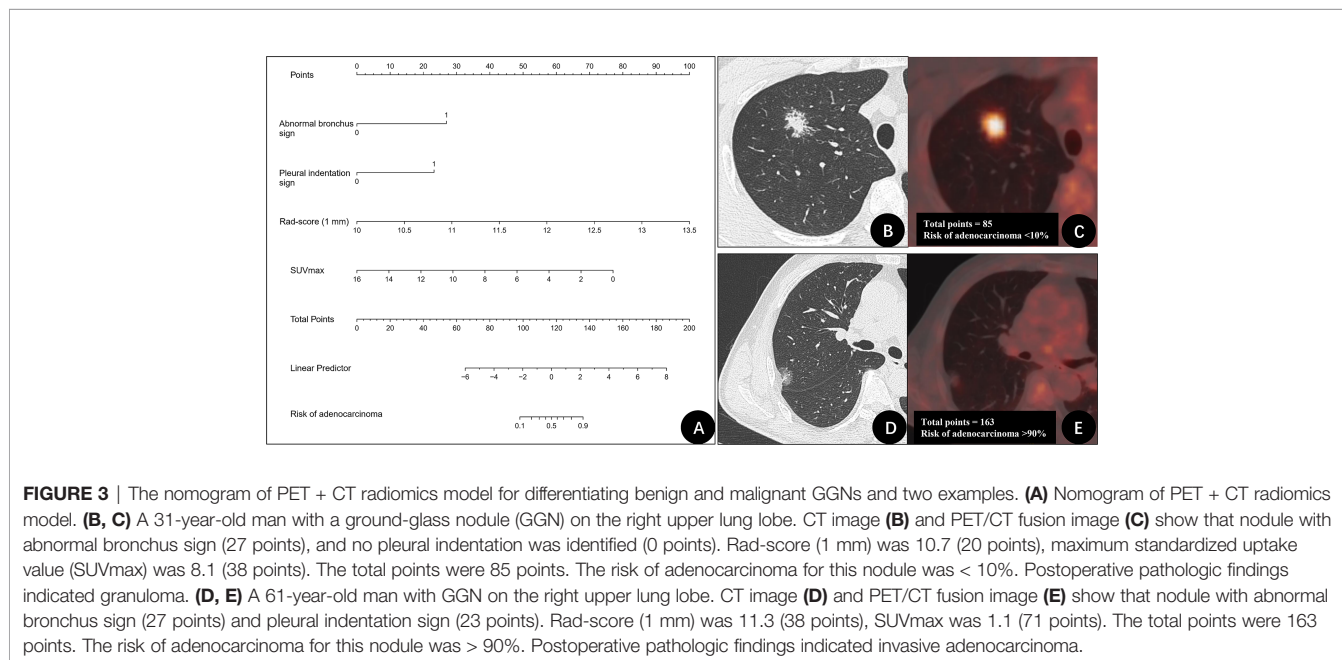 Points
0 10 20 30 40 50 60 70 80 90 100
Abnormal bronchus
sign
0 1
Pleural indentation
sign
0 1
Rad-score (1 mm)
10 10.5 11 11.5 12 12.5 13 13.5
SUVmax
16 14 12 10 8 6 4 2 0
Total Points
0 20 40 60 80 100 120 140 160 180 200
Linear Predictor
−6 −4 −2 0 2 4 6 8
Risk of adenocarcinoma
0.1 0.5 0.9
A
B
Total points = 85
Risk of adenocarcinoma <10%
C
D
Total points = 163
Risk of adenocarcinoma >90%
E
FIGURE 3 | The nomogram of PET + CT radiomics model for differentiating benign and malignant GGNs and two examples. (A) Nomogram of PET + CT radiomics
model. (B, C) A 31-year-old man with a ground-glass nodule (GGN) on the right upper lung lobe. CT image (B) and PET/CT fusion image (C) show that nodule with
abnormal bronchus sign (27 points), and no pleural indentation was identified (0 points). Rad-score (1 mm) was 10.7 (20 points), maximum standardized uptake
value (SUVmax) was 8.1 (38 points). The total points were 85 points. The risk of adenocarcinoma for this nodule was < 10%. Postoperative pathologic findings
indicated granuloma. (D, E) A 61-year-old man with GGN on the right upper lung lobe. CT image (D) and PET/CT fusion image (E) show that nodule with abnormal
bronchus sign (27 points) and pleural indentation sign (23 points). Rad-score (1 mm) was 11.3 (38 points), SUVmax was 1.1 (71 points). The total points were 163
points. The risk of adenocarcinoma for this nodule was > 90%. Postoperative pathologic findings indicated invasive adenocarcinoma.